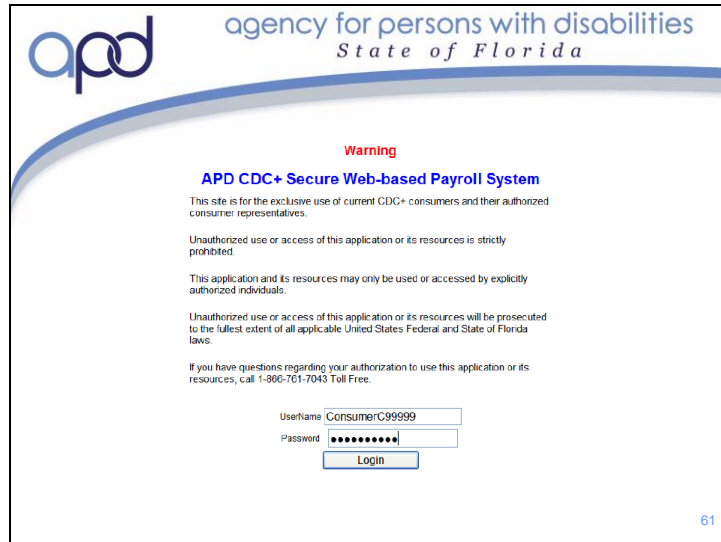 apd
agency for persons with disabilities
State of Florida
Warning
APD CDC+ Secure Web-based Payroll System
This site is for the exclusive use of current CDC+ consumers and their authorized
consumer representatives.
Unauthorized use or access of this application or its resources is strictly
prohibited.
This application and its resources may only be used or accessed by explicitly
authorized individuals.
Unauthorized use or access of this application or its resources will be prosecuted
to the fullest extent of all applicable United States Federal and State of Florida
laws.
If you have questions regarding your authorization to use this application or its
resources, call 1-866-761-7043 Toll Free.
UserName ConsumerC99999
Password ●●●●●●●●●●
Login
61